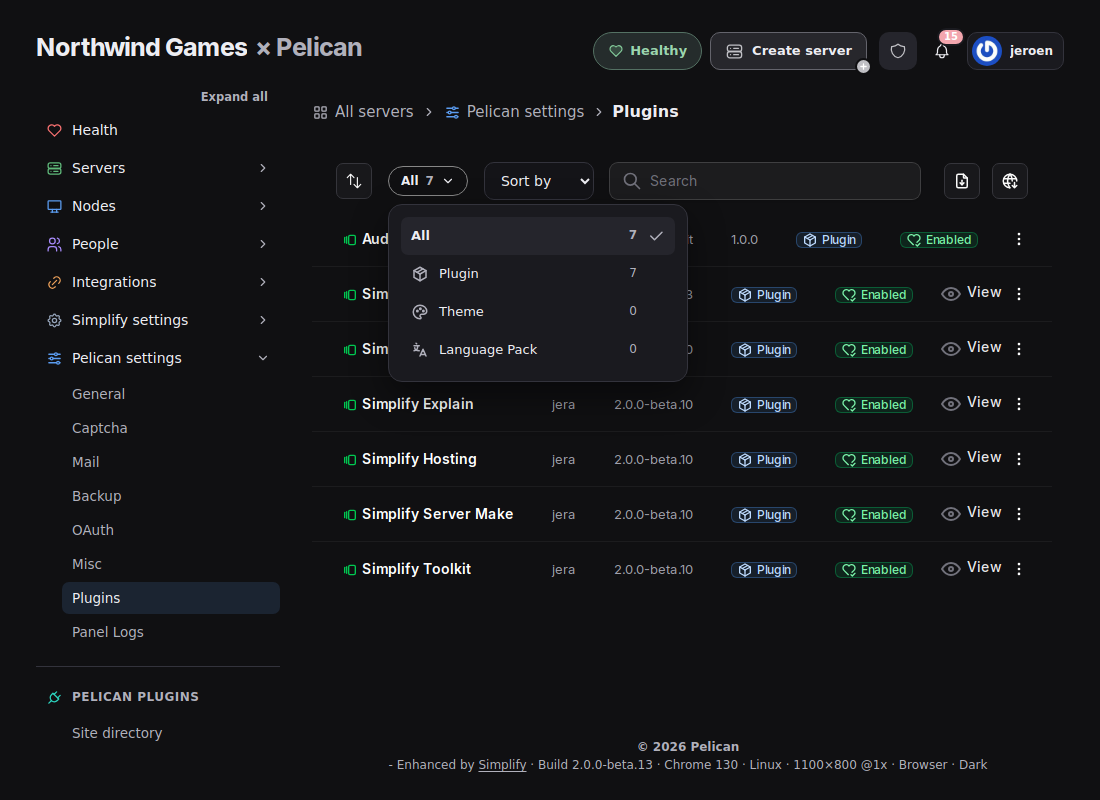 Northwind Games × Pelican
Healthy
Create server
15
jeroen
Expand all
Health
Servers
Nodes
People
Integrations
Simplify settings
Pelican settings
General
Captcha
Mail
Backup
OAuth
Misc
Plugins
Panel Logs
PELICAN PLUGINS
Site directory
All servers > Pelican settings > Plugins
All 7
Sort by
Search
All 7
Plugin 7
Theme 0
Language Pack 0
Aud 1.0.0 Plugin Enabled
Sim Plugin Enabled View
Sim Plugin Enabled View
Simplify Explain jera 2.0.0-beta.10 Plugin Enabled View
Simplify Hosting jera 2.0.0-beta.10 Plugin Enabled View
Simplify Server Make jera 2.0.0-beta.10 Plugin Enabled View
Simplify Toolkit jera 2.0.0-beta.10 Plugin Enabled View
© 2026 Pelican
- Enhanced by Simplify · Build 2.0.0-beta.13 · Chrome 130 · Linux · 1100×800 @1x · Browser · Dark